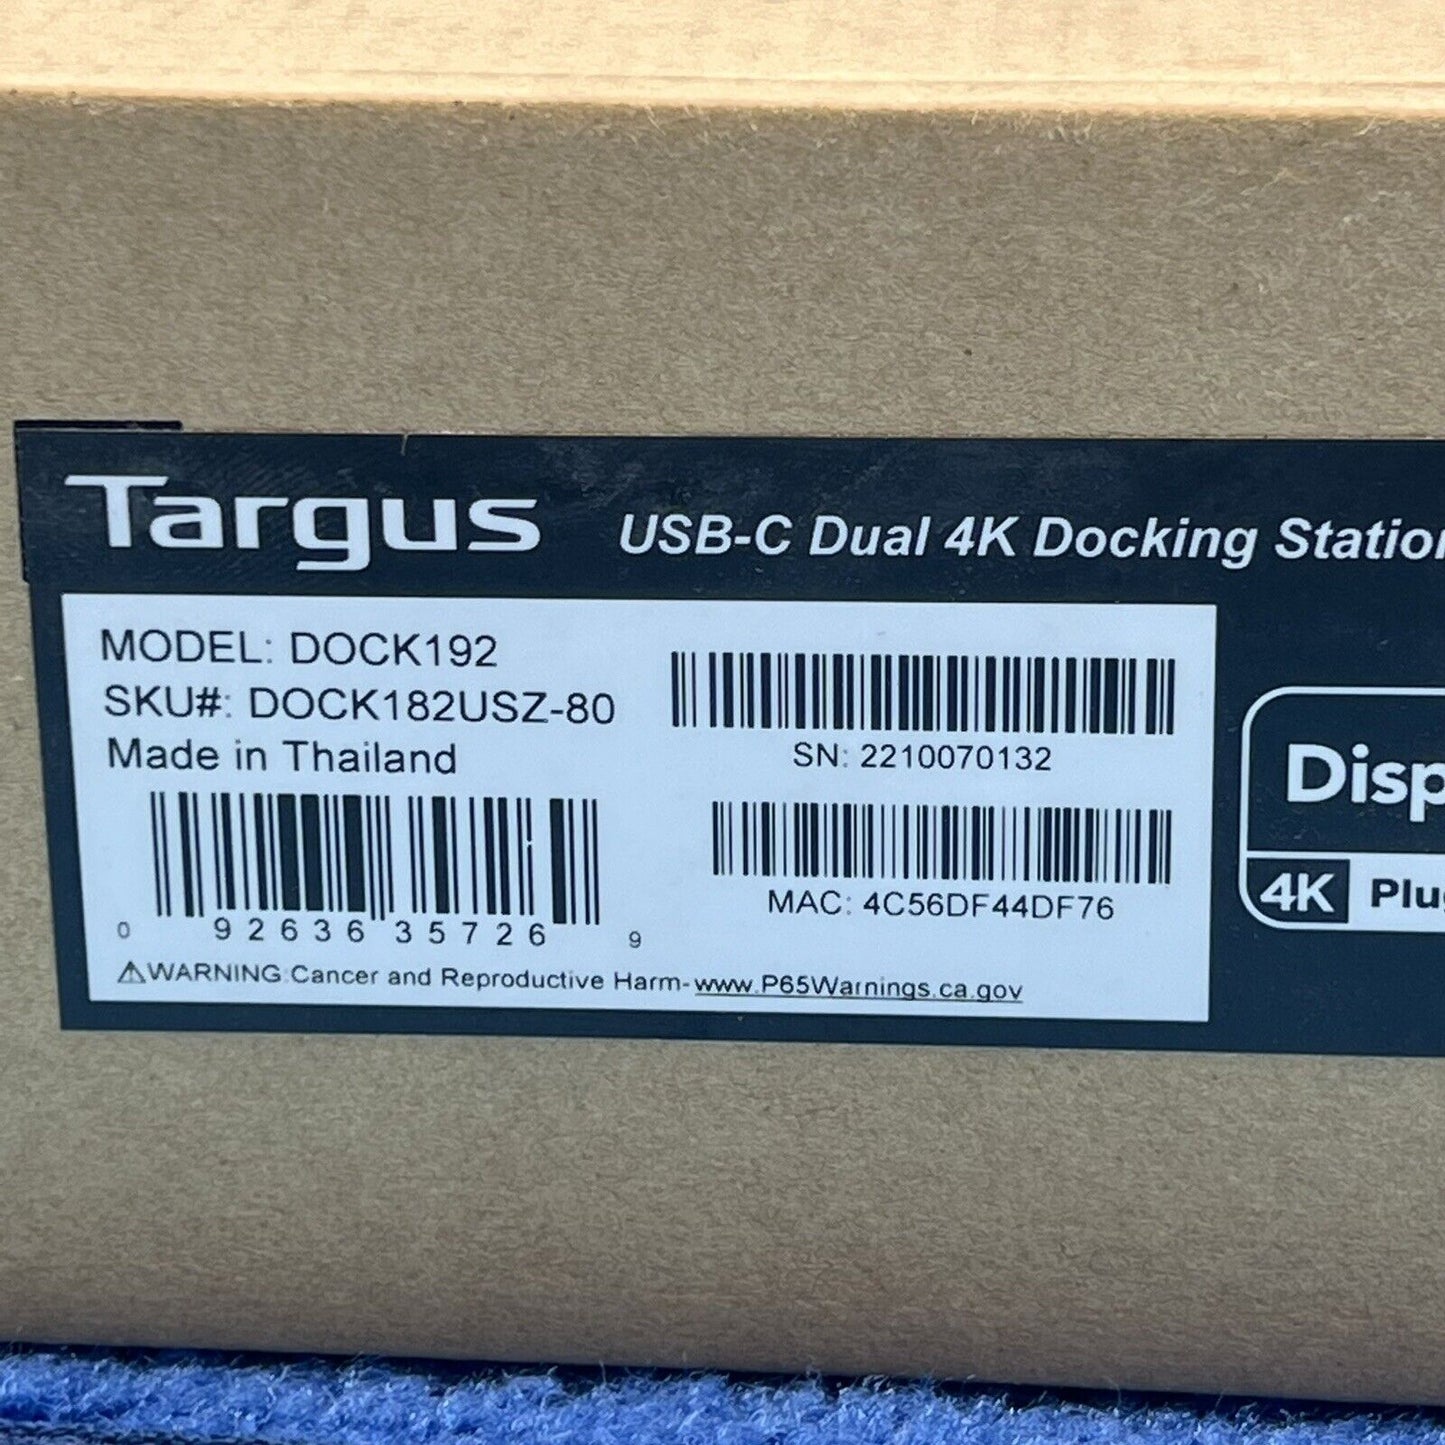 Targus
USB-C Dual 4K Docking Station
MODEL: DOCK192
SKU#: DOCK182USZ-80
Made in Thailand
SN: 2210070132
0 92636 35726 9
MAC: 4C56DF44DF76
⚠WARNING:Cancer and Reproductive Harm-www.P65Warnings.ca.gov
Disp
4K Plug